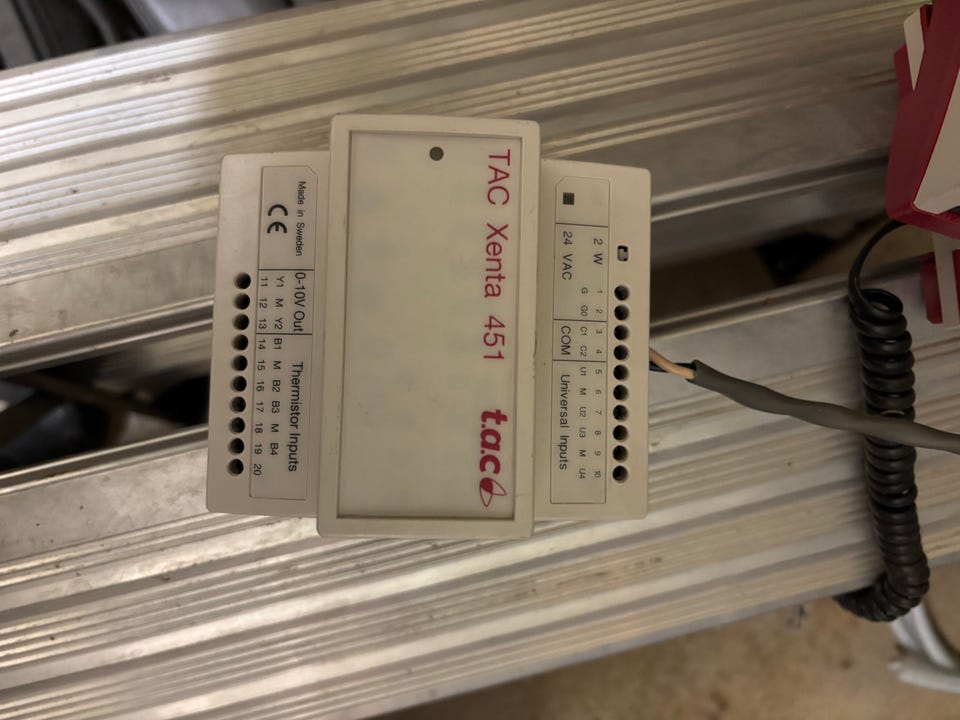 2 W 1 2 3 4 5 6 7 8 9 10
G G0 C1 C2 U1 M U2 U3 M U4
24 VAC COM Universal Inputs
TAC Xenta 451 t.a.c
Made in Sweden 0-10V Out Thermistor Inputs
CE Y1 M Y2 B1 M B2 B3 M B4
11 12 13 14 15 16 17 18 19 20